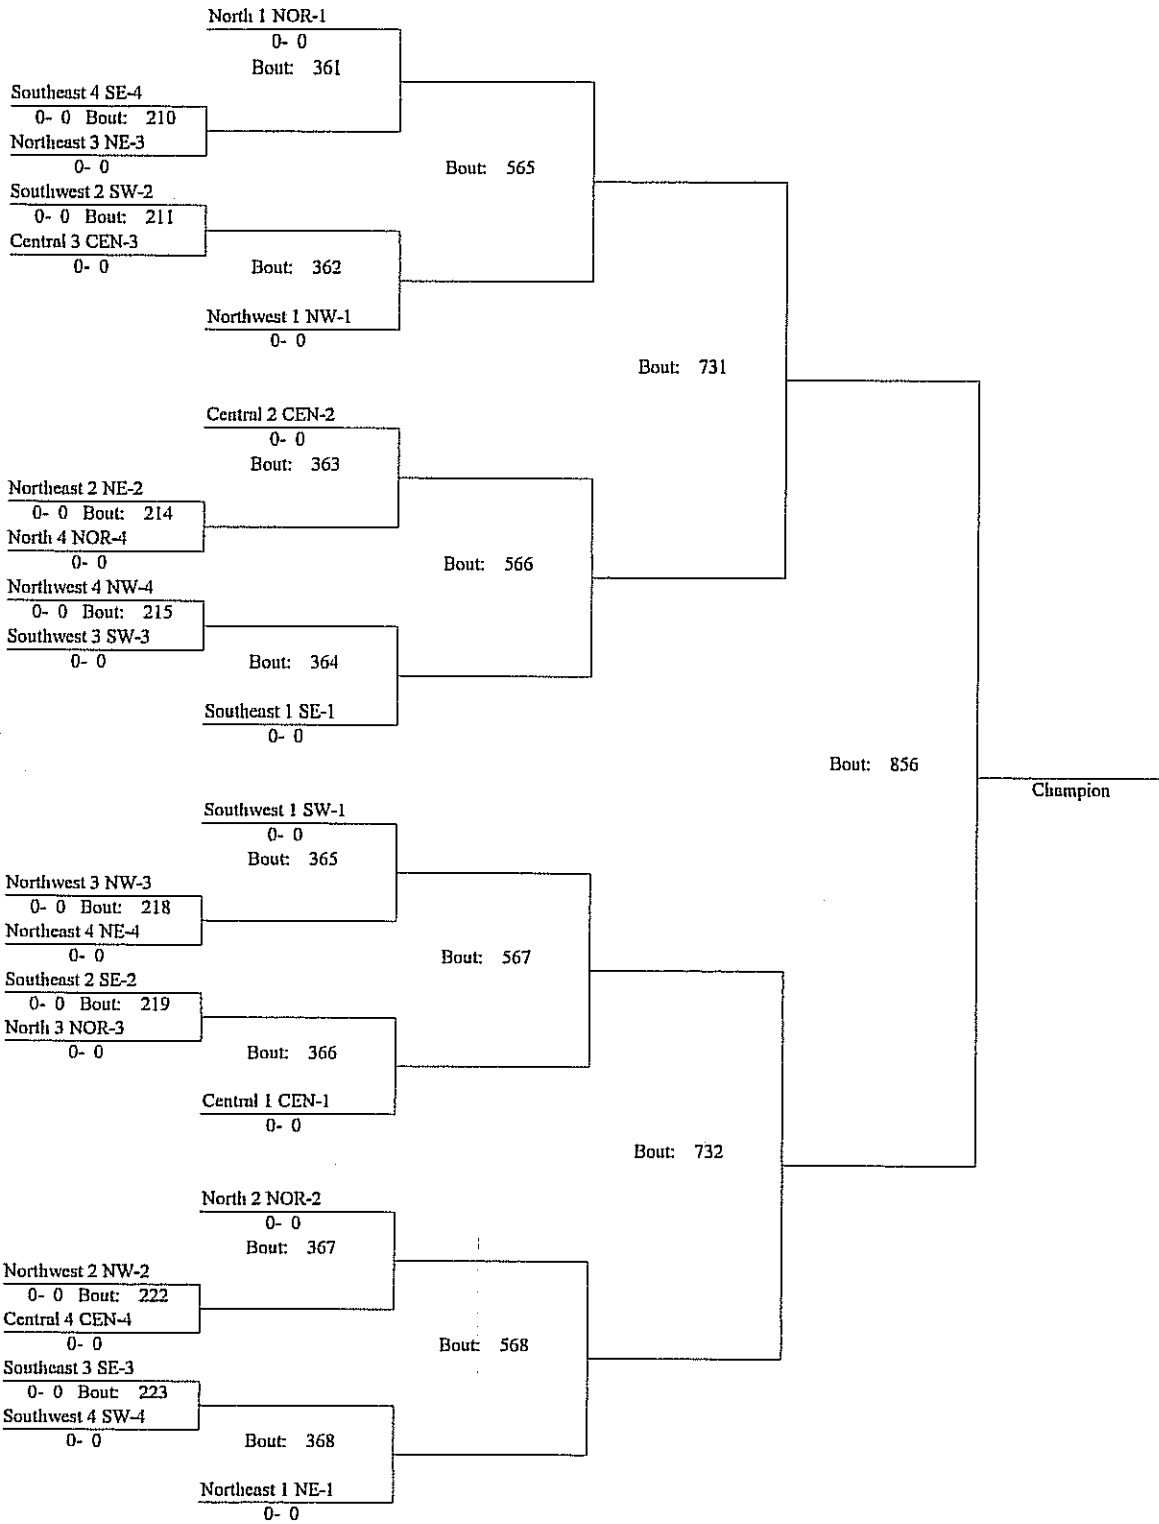 North 1 NOR-1
0- 0
Bout: 361
Southeast 4 SE-4
0- 0 Bout: 210
Northeast 3 NE-3
0- 0
Bout: 565
Southwest 2 SW-2
0- 0 Bout: 211
Central 3 CEN-3
0- 0
Bout: 362
Northwest 1 NW-1
0- 0
Bout: 731
Central 2 CEN-2
0- 0
Bout: 363
Northeast 2 NE-2
0- 0 Bout: 214
North 4 NOR-4
0- 0
Bout: 566
Northwest 4 NW-4
0- 0 Bout: 215
Southwest 3 SW-3
0- 0
Bout: 364
Southeast 1 SE-1
0- 0
Bout: 856
Champion
Southwest 1 SW-1
0- 0
Bout: 365
Northwest 3 NW-3
0- 0 Bout: 218
Northeast 4 NE-4
0- 0
Bout: 567
Southeast 2 SE-2
0- 0 Bout: 219
North 3 NOR-3
0- 0
Bout: 366
Central 1 CEN-1
0- 0
Bout: 732
North 2 NOR-2
0- 0
Bout: 367
Northwest 2 NW-2
0- 0 Bout: 222
Central 4 CEN-4
0- 0
Bout: 568
Southeast 3 SE-3
0- 0 Bout: 223
Southwest 4 SW-4
0- 0
Bout: 368
Northeast 1 NE-1
0- 0